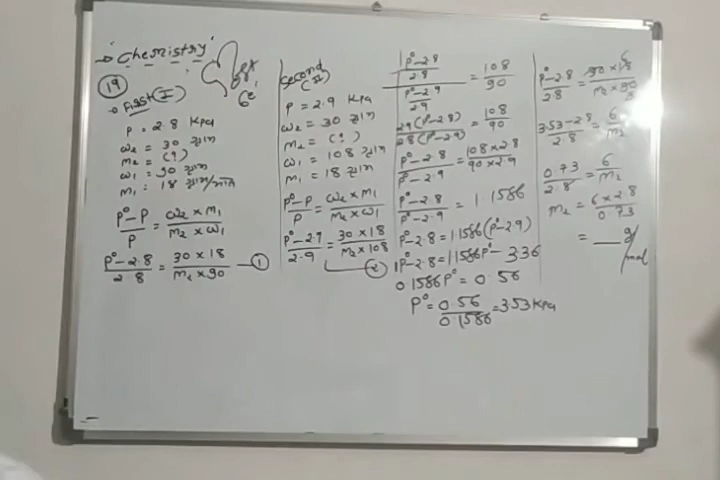 → "Chemistry"
(19)
→ First (I)
P = 2.8 KPa
ω₂ = 30 ग्राम
m₂ = (?)
ω₁ = 90 ग्राम
m₁ = 18 ग्राम/मोल
P°-P/P = ω₂ × m₁/m₂ × ω₁
P°-2.8/2.8 = 30 × 18/m₂ × 90 — ①
second (II)
P = 2.9 KPa
ω₂ = 30 ग्राम
m₂ = (?)
ω₁ = 108 ग्राम
m₁ = 18 ग्राम
P°-P/P = ω₂ × m₁/m₂ × ω₁
P°-2.9/2.9 = 30 × 18/m₂ × 108
— ②
P°-2.8/2.8 / P°-2.9/2.9 = 108/90
2.9(P°-2.8)/2.8(P°-2.9) = 108/90
P°-2.8/P°-2.9 = 108 × 2.8/90 × 2.9
P°-2.8/P°-2.9 = 1.1586
P°-2.8 = 1.1586(P°-2.9)
P°-2.8 = 1.1586P°-3.36
0.1586P° = 0.56
P° = 0.56/0.1586 = 3.53 KPa
P°-2.8/2.8 = 30 × 18/m₂ × 90
3.53-2.8/2.8 = 6/m₂
0.73/2.8 = 6/m₂
m₂ = 6 × 2.8/0.73
= __ g/mol